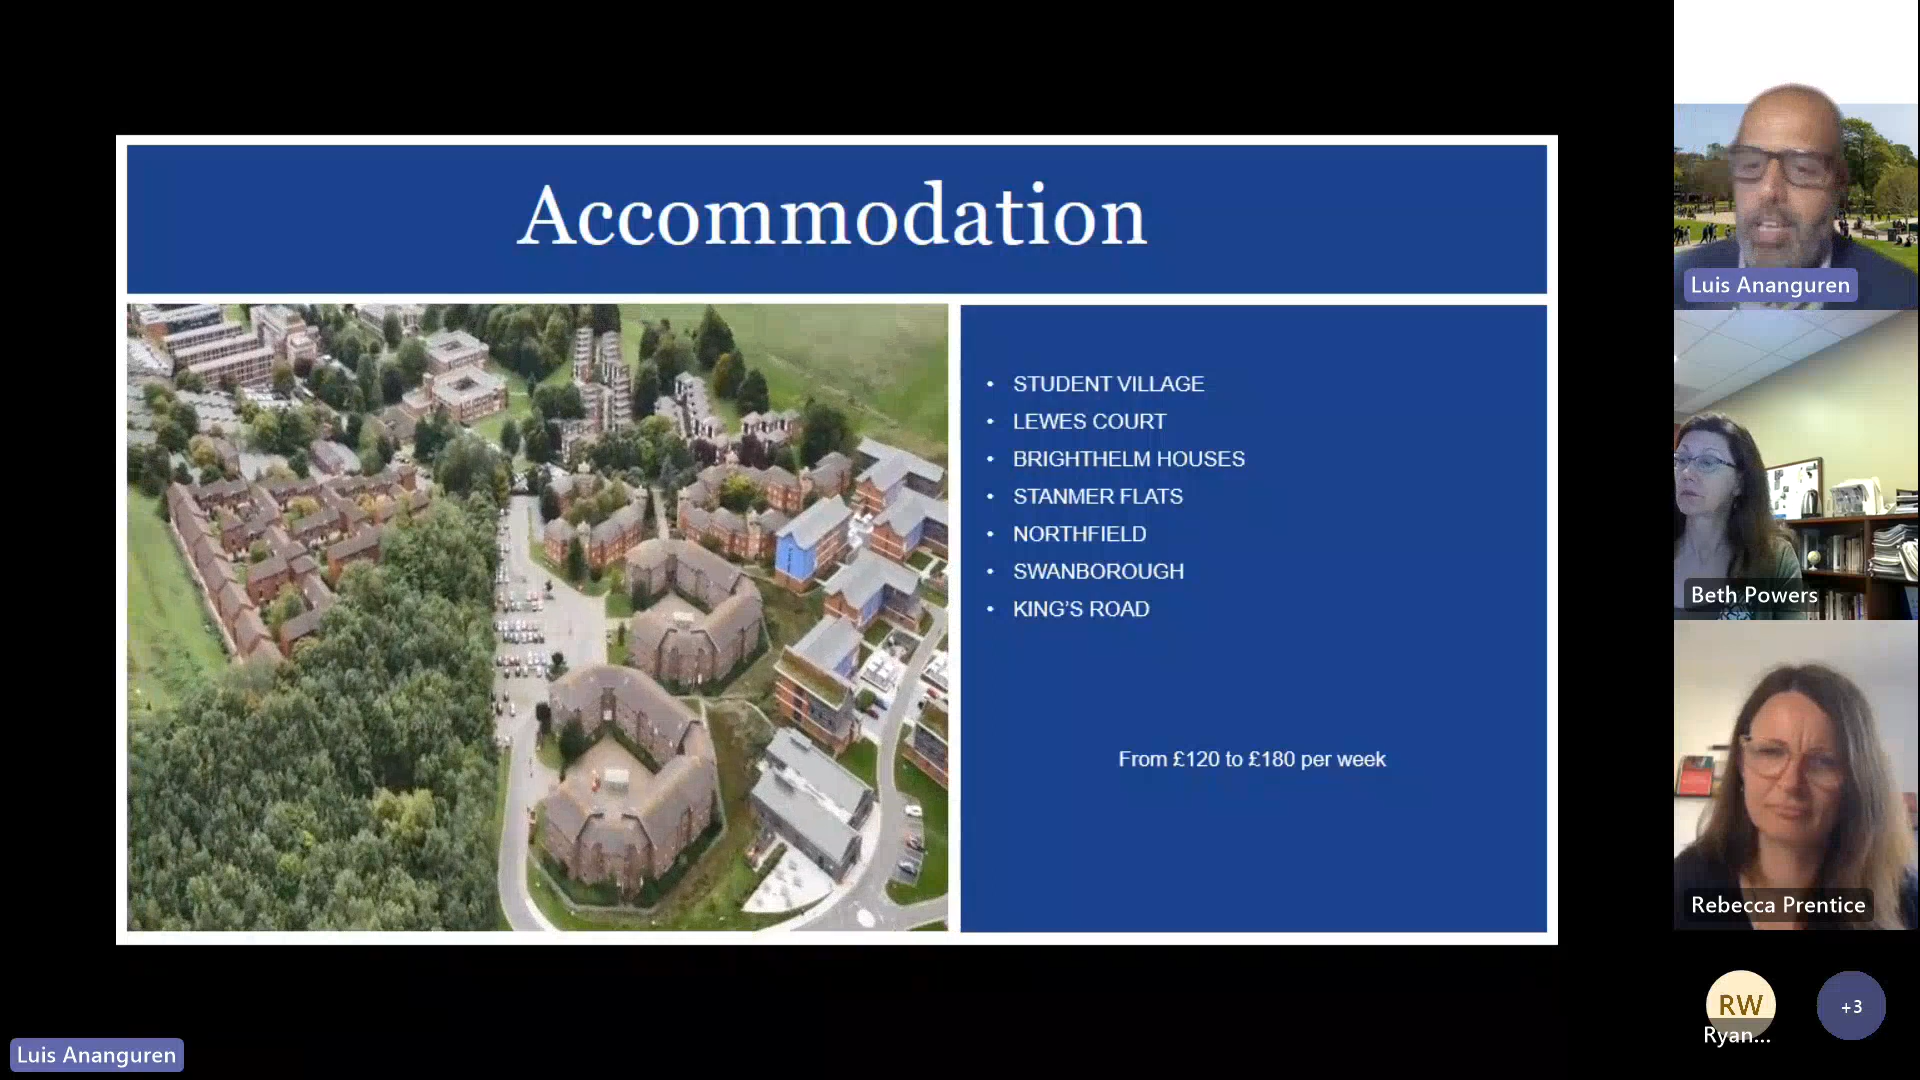 Accommodation
• STUDENT VILLAGE
• LEWES COURT
• BRIGHTHELM HOUSES
• STANMER FLATS
• NORTHFIELD
• SWANBOROUGH
• KING'S ROAD
From £120 to £180 per week
Luis Ananguren
Beth Powers
Rebecca Prentice
RW
Ryan...
+3
Luis Ananguren